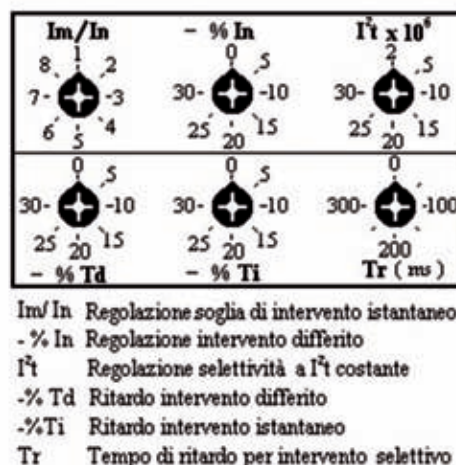 Im/In - % In I²t x 10⁶
1 2 3 4 5 6 7 8
0 5 10 15 20 25 30
2 5 10 15 20 25 30
0 5 10 15 20 25 30
0 5 10 15 20 25 30
0 100 200 300
- % Td - % Ti Tr ( ms )
Im/ In Regolazione soglia di intervento istantaneo
- % In Regolazione intervento differito
I²t Regolazione selettività a I²t costante
-% Td Ritardo intervento differito
-%Ti Ritardo intervento istantaneo
Tr Tempo di ritardo per intervento selettivo